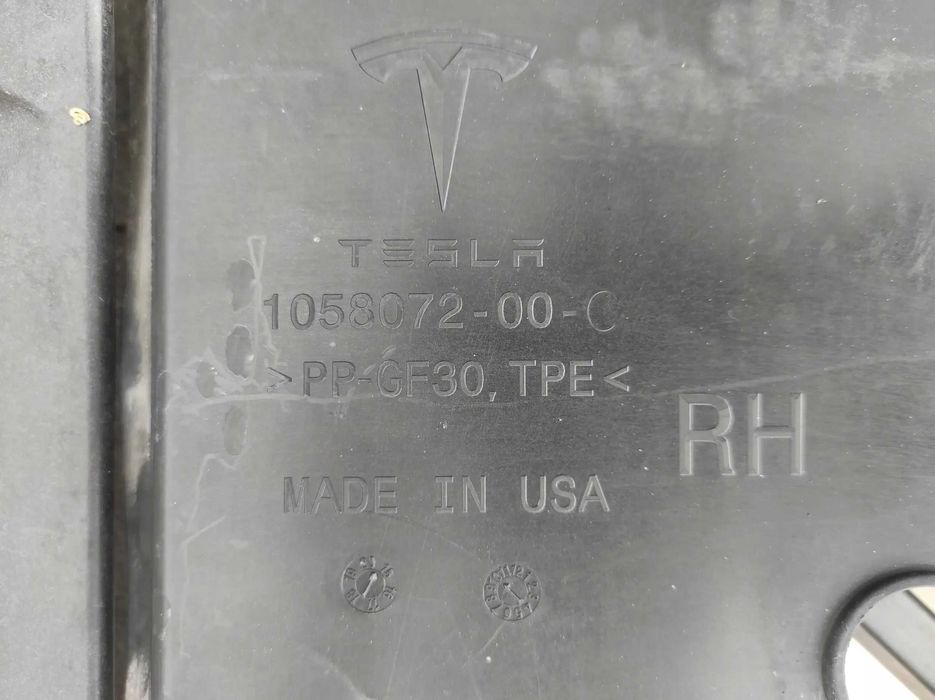 TESLA
1058072-00-C
>PP-GF30, TPE<
RH
MADE IN USA